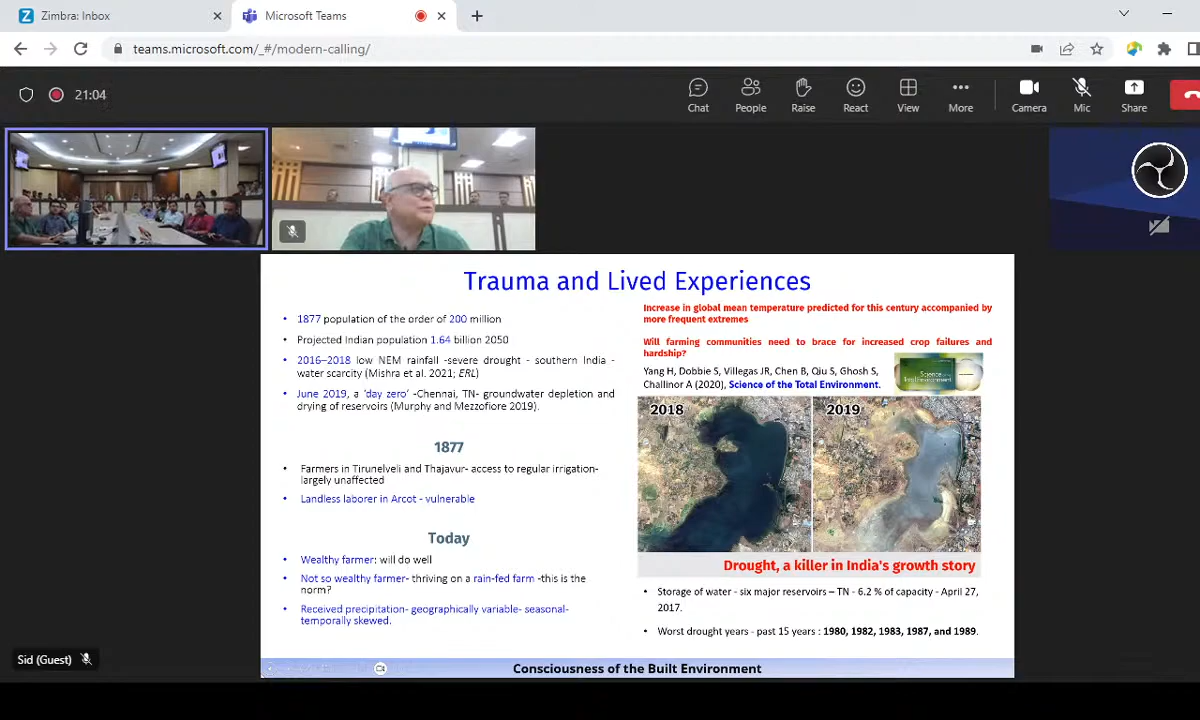 Zimbra: Inbox
Microsoft Teams
teams.microsoft.com/_#/modern-calling/
21:04
Chat
People
Raise
React
View
More
Camera
Mic
Share
Trauma and Lived Experiences
1877 population of the order of 200 million
Projected Indian population 1.64 billion 2050
2016–2018 low NEM rainfall -severe drought - southern India -
water scarcity (Mishra et al. 2021; ERL)
June 2019, a 'day zero' -Chennai, TN- groundwater depletion and
drying of reservoirs (Murphy and Mezzofiore 2019).
1877
Farmers in Tirunelveli and Thajavur- access to regular irrigation-
largely unaffected
Landless laborer in Arcot - vulnerable
Today
Wealthy farmer: will do well
Not so wealthy farmer- thriving on a rain-fed farm -this is the
norm?
Received precipitation- geographically variable- seasonal-
temporally skewed.
Increase in global mean temperature predicted for this century accompanied by
more frequent extremes
Will farming communities need to brace for increased crop failures and
hardship?
Yang H, Dobbie S, Villegas JR, Chen B, Qiu S, Ghosh S,
Challinor A (2020), Science of the Total Environment.
Science
Total Environment
2018
2019
Drought, a killer in India's growth story
Storage of water - six major reservoirs – TN - 6.2 % of capacity - April 27,
2017.
Worst drought years - past 15 years : 1980, 1982, 1983, 1987, and 1989.
Sid (Guest)
Consciousness of the Built Environment